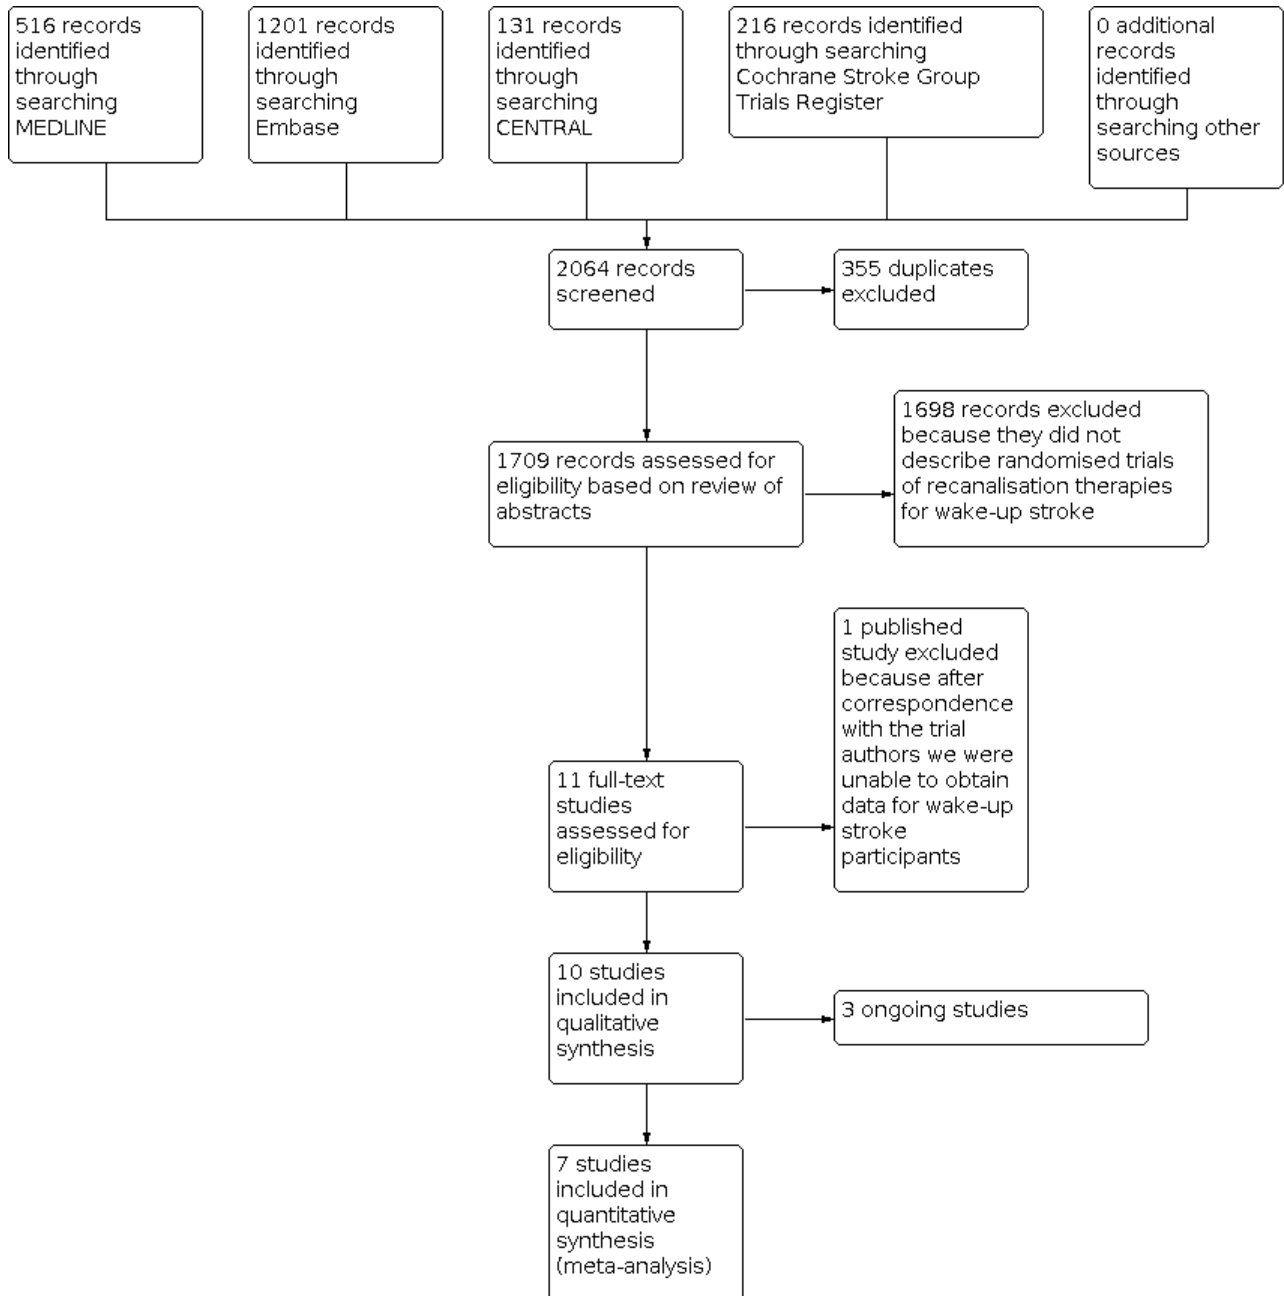 516 records
identified
through
searching
MEDLINE
1201 records
identified
through
searching
Embase
131 records
identified
through
searching
CENTRAL
216 records identified
through searching
Cochrane Stroke Group
Trials Register
0 additional
records
identified
through
searching other
sources
2064 records
screened
355 duplicates
excluded
1709 records assessed for
eligibility based on review of
abstracts
1698 records excluded
because they did not
describe randomised trials
of recanalisation therapies
for wake-up stroke
11 full-text
studies
assessed for
eligibility
1 published
study excluded
because after
correspondence
with the trial
authors we were
unable to obtain
data for wake-up
stroke
participants
10 studies
included in
qualitative
synthesis
3 ongoing studies
7 studies
included in
quantitative
synthesis
(meta-analysis)